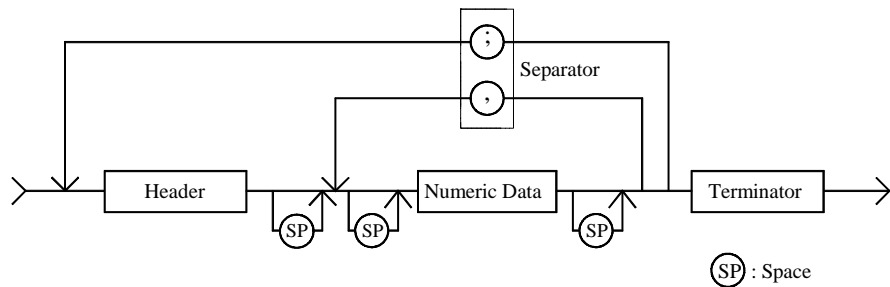 ;
Separator
,
Header
Numeric Data
Terminator
SP
SP
SP
SP : Space